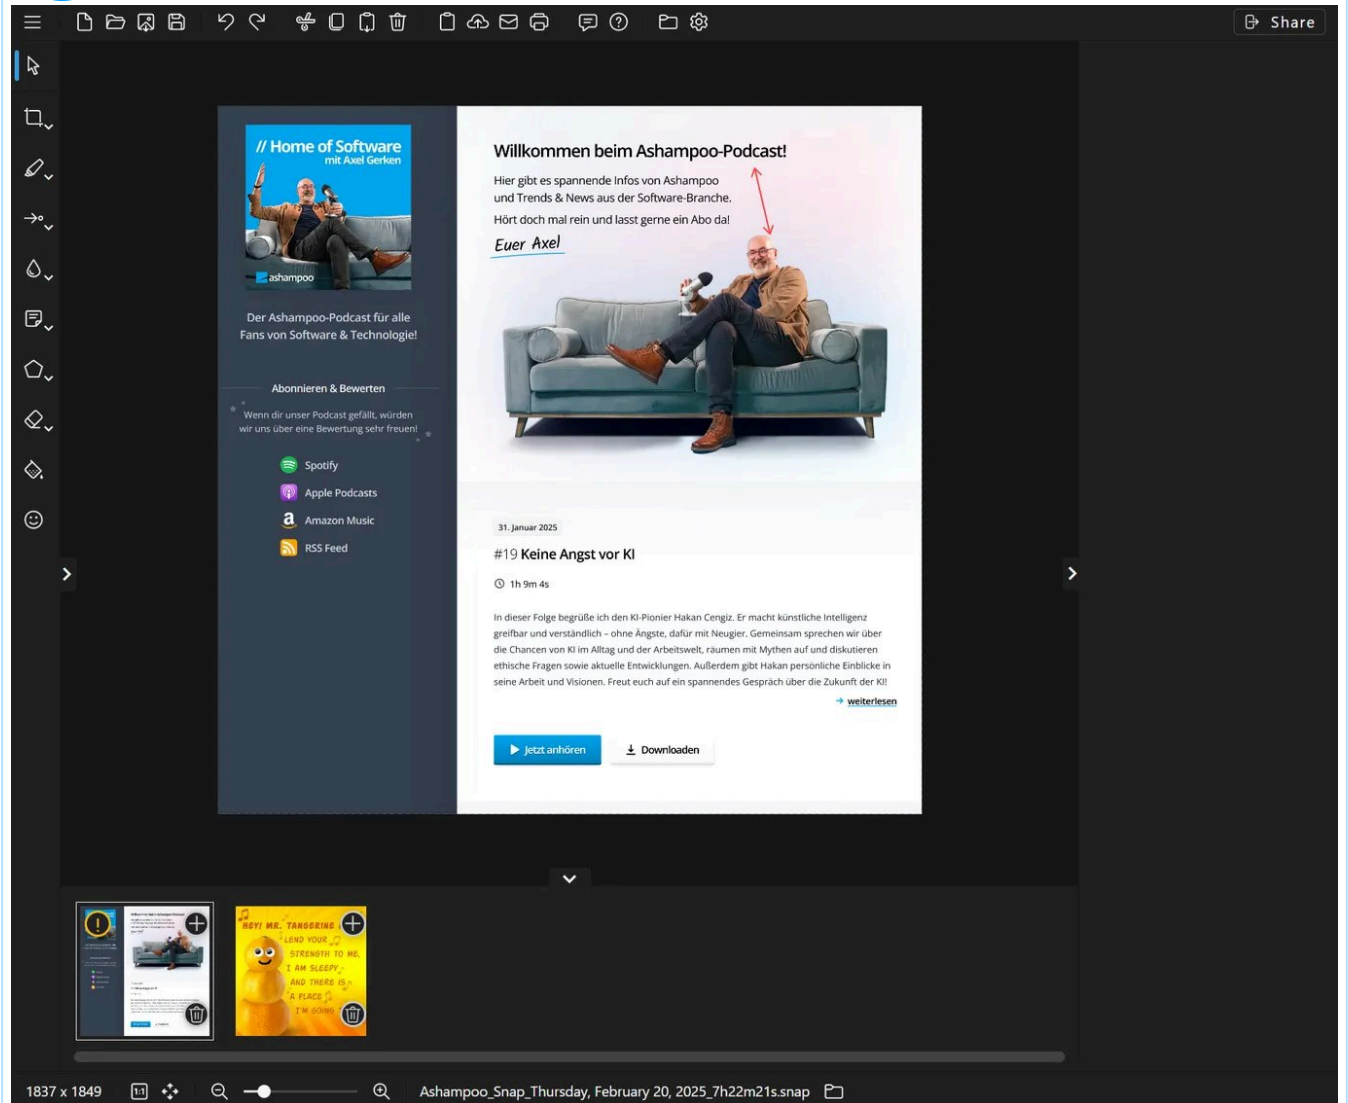 Share
// Home of Software
mit Axel Gerken
ashampoo
Der Ashampoo-Podcast für alle
Fans von Software & Technologie!
Abonnieren & Bewerten
Wenn dir unser Podcast gefällt, würden
wir uns über eine Bewertung sehr freuen!
Spotify
Apple Podcasts
Amazon Music
RSS Feed
Willkommen beim Ashampoo-Podcast!
Hier gibt es spannende Infos von Ashampoo
und Trends & News aus der Software-Branche.
Hört doch mal rein und lasst gerne ein Abo da!
Euer Axel
31. Januar 2025
#19 Keine Angst vor KI
1h 9m 4s
In dieser Folge begrüße ich den KI-Pionier Hakan Cengiz. Er macht künstliche Intelligenz
greifbar und verständlich – ohne Ängste, dafür mit Neugier. Gemeinsam sprechen wir über
die Chancen von KI im Alltag und der Arbeitswelt, räumen mit Mythen auf und diskutieren
ethische Fragen sowie aktuelle Entwicklungen. Außerdem gibt Hakan persönliche Einblicke in
seine Arbeit und Visionen. Freut euch auf ein spannendes Gespräch über die Zukunft der KI!
weiterlesen
Jetzt anhören
Downloaden
HEY! MR. TANGERINE
LEND YOUR
STRENGTH TO ME,
I AM SLEEPY
AND THERE IS
A PLACE
I'M GOING
1837 x 1849
1:1
Ashampoo_Snap_Thursday, February 20, 2025_7h22m21s.snap